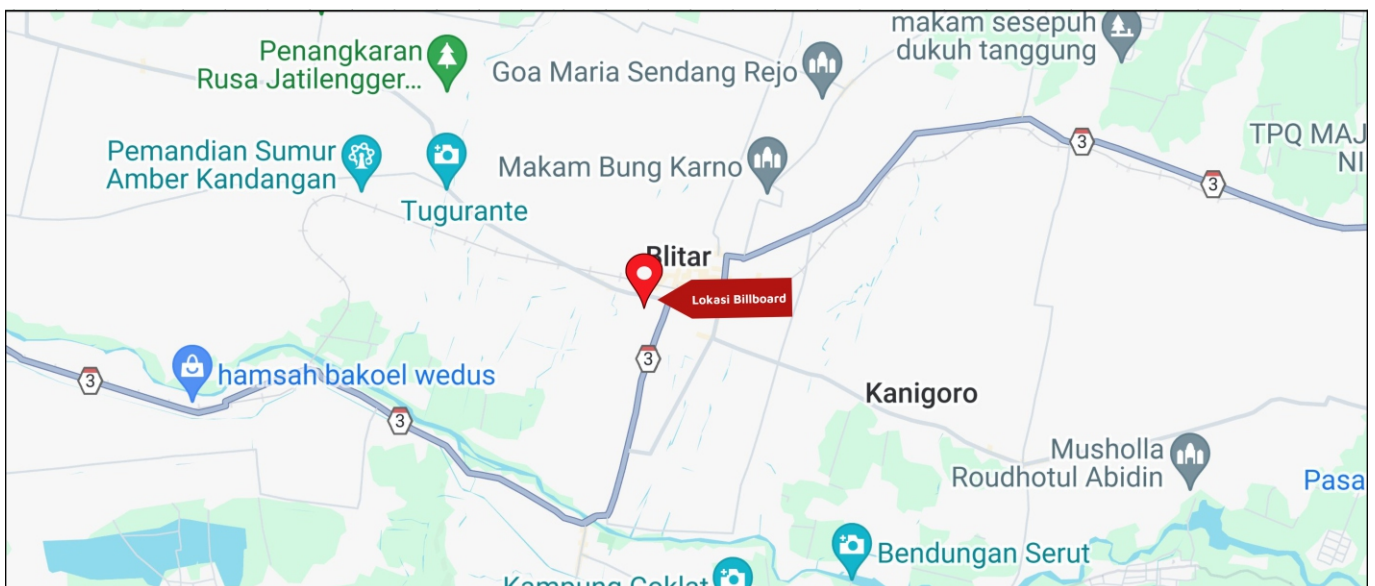 makam sesepuh
dukuh tanggung
Penangkaran
Rusa Jatilengger...
Goa Maria Sendang Rejo
3
TPQ MAJ
NI
Pemandian Sumur
Amber Kandangan
Makam Bung Karno
3
Tugurante
Blitar
Lokasi Billboard
3
hamsah bakoel wedus
3
Kanigoro
3
Musholla
Roudhotul Abidin
Pasa
Bendungan Serut
Kampung Coklat